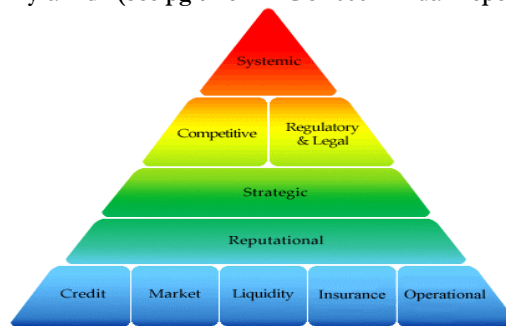 Systemic
Competitive
Regulatory
& Legal
Strategic
Reputational
Credit
Market
Liquidity
Insurance
Operational